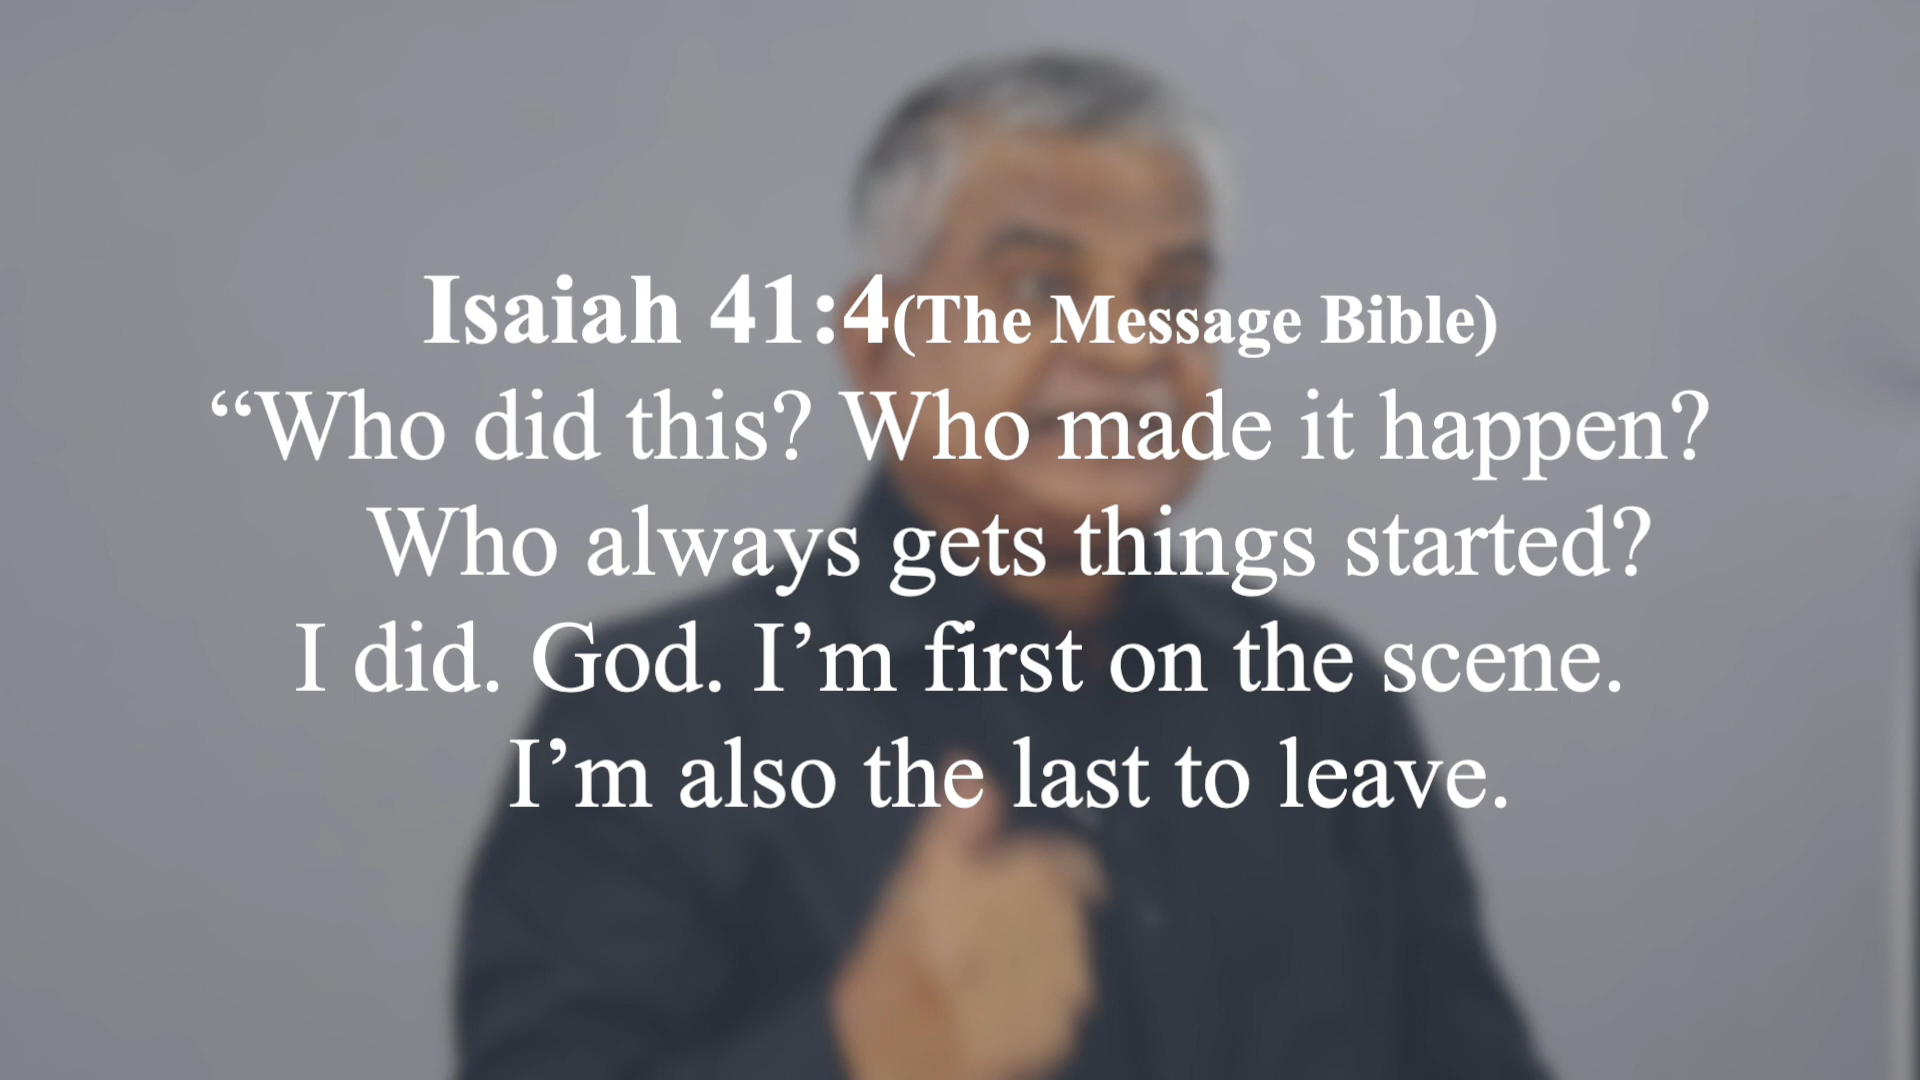 Isaiah 41:4(The Message Bible)
“Who did this? Who made it happen?
Who always gets things started?
I did. God. I’m first on the scene.
I’m also the last to leave.